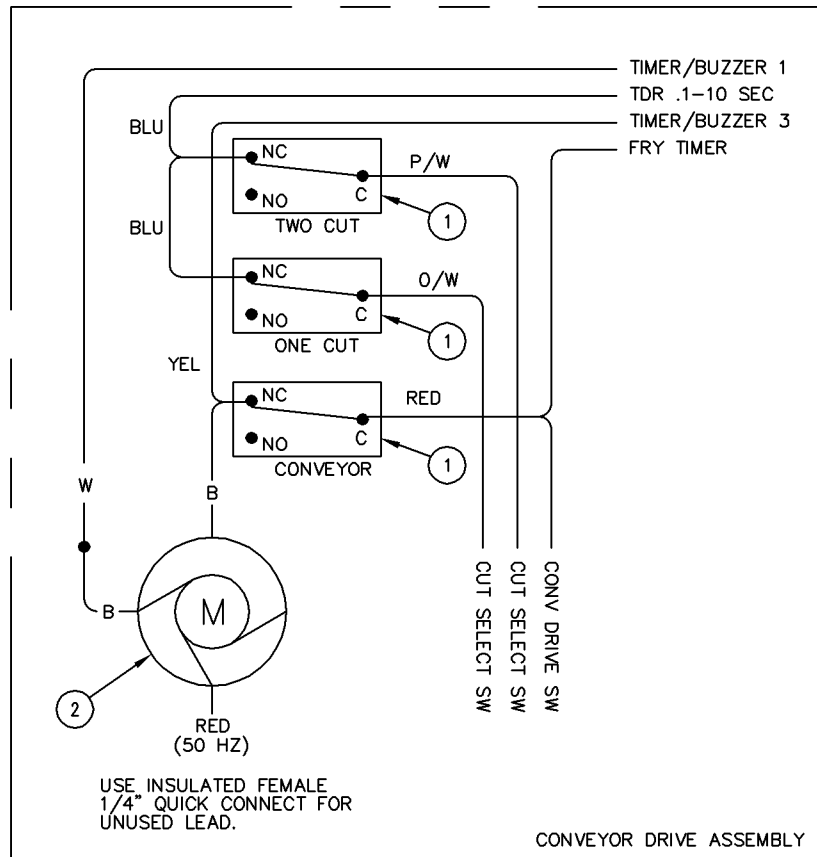 TIMER/BUZZER 1
TDR .1-10 SEC
TIMER/BUZZER 3
FRY TIMER
BLU
NC
P/W
NO
C
1
TWO CUT
BLU
NC
O/W
NO
C
1
ONE CUT
YEL
NC
RED
NO
C
1
CONVEYOR
W
B
B
M
2
RED
(50 HZ)
CUT SELECT SW
CUT SELECT SW
CONV DRIVE SW
USE INSULATED FEMALE
1/4" QUICK CONNECT FOR
UNUSED LEAD.
CONVEYOR DRIVE ASSEMBLY